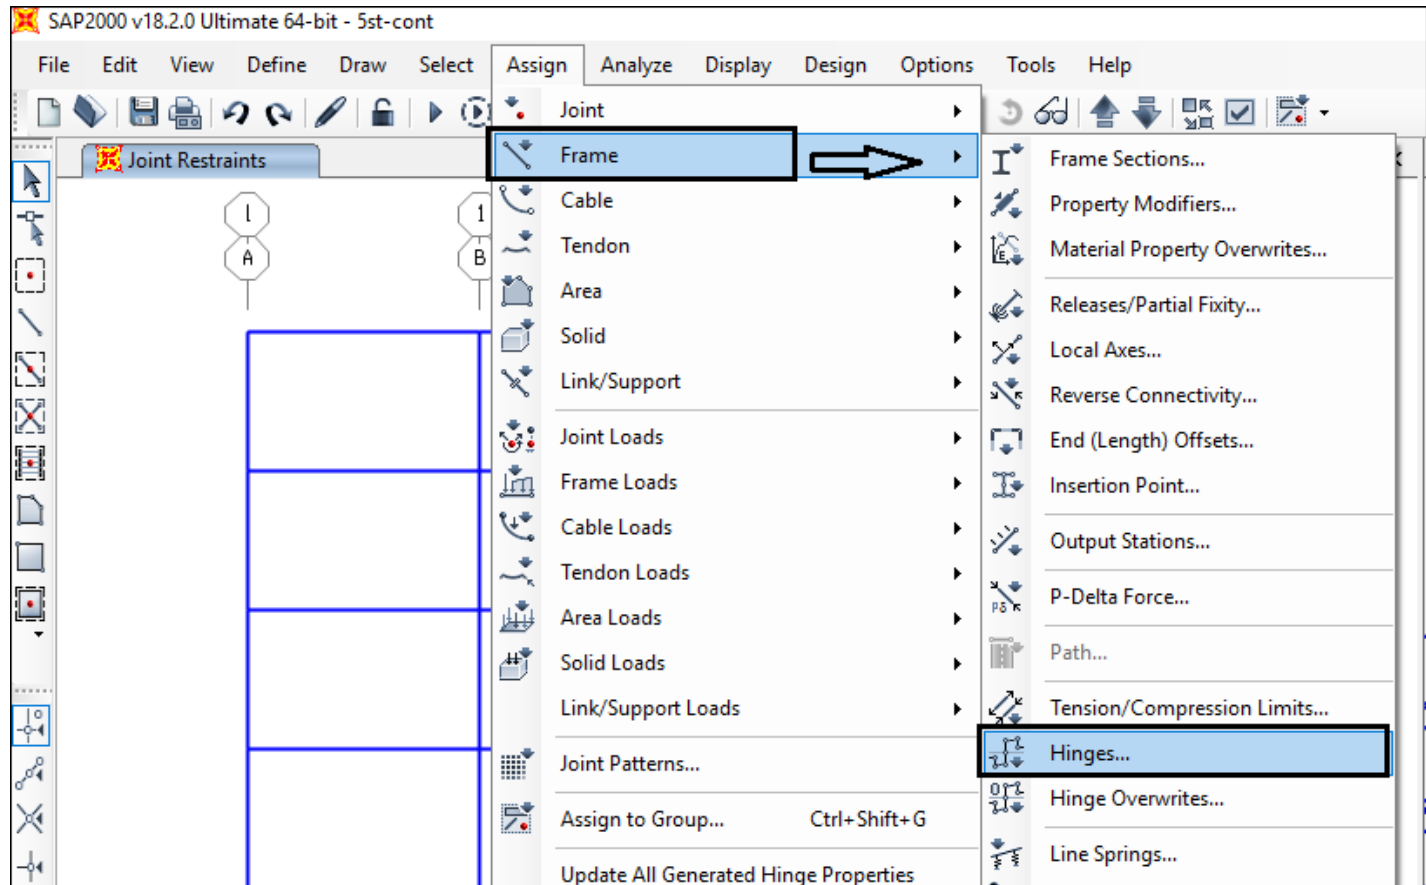 SAP2000 v18.2.0 Ultimate 64-bit - 5st-cont
File Edit View Define Draw Select Assign Analyze Display Design Options Tools Help
Joint Restraints
1
A
1
B
Joint
Frame
Cable
Tendon
Area
Solid
Link/Support
Joint Loads
Frame Loads
Cable Loads
Tendon Loads
Area Loads
Solid Loads
Link/Support Loads
Joint Patterns...
Assign to Group... Ctrl+Shift+G
Update All Generated Hinge Properties
Frame Sections...
Property Modifiers...
Material Property Overwrites...
Releases/Partial Fixity...
Local Axes...
Reverse Connectivity...
End (Length) Offsets...
Insertion Point...
Output Stations...
P-Delta Force...
Path...
Tension/Compression Limits...
Hinges...
Hinge Overwrites...
Line Springs...